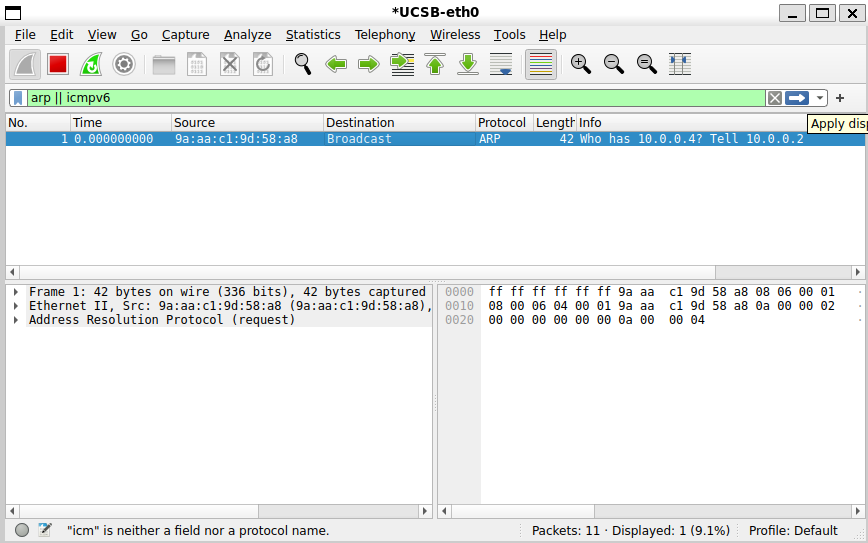 *UCSB-eth0
File Edit View Go Capture Analyze Statistics Telephony Wireless Tools Help
arp || icmpv6
Apply disp
No. Time Source Destination Protocol Length Info
1 0.000000000 9a:aa:c1:9d:58:a8 Broadcast ARP 42 Who has 10.0.0.4? Tell 10.0.0.2
Frame 1: 42 bytes on wire (336 bits), 42 bytes captured
Ethernet II, Src: 9a:aa:c1:9d:58:a8 (9a:aa:c1:9d:58:a8),
Address Resolution Protocol (request)
0000 ff ff ff ff ff ff 9a aa c1 9d 58 a8 08 06 00 01 ·
0010 08 00 06 04 00 01 9a aa c1 9d 58 a8 0a 00 00 02 ·
0020 00 00 00 00 00 00 0a 00 00 04 ·
"icm" is neither a field nor a protocol name. Packets: 11 · Displayed: 1 (9.1%) Profile: Default